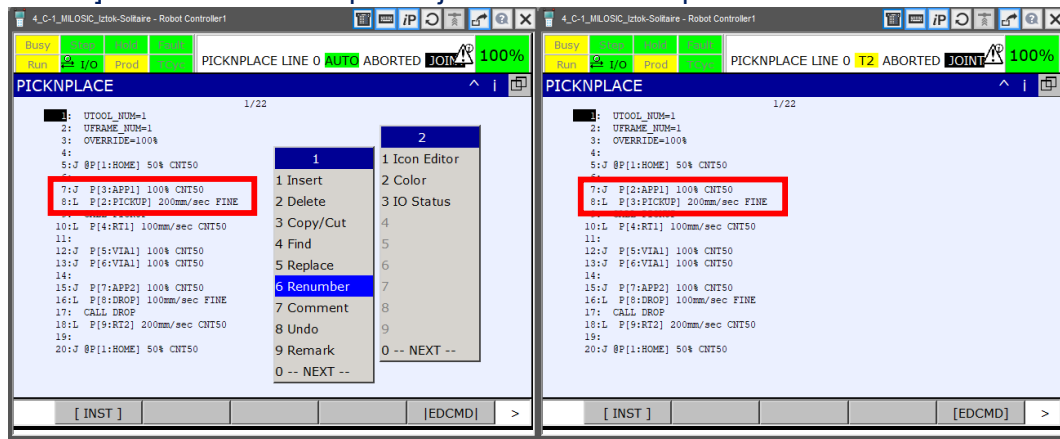 4_C-1_MILOSIC_Iztok-Solitaire - Robot Controller1
iP
Busy Step Hold Fault
Run I/O Prod TCyc
PICKNPLACE LINE 0 AUTO ABORTED JOINT 100%
PICKNPLACE
1/22
1: UTOOL_NUM=1
2: UFRAME_NUM=1
3: OVERRIDE=100%
4:
5:J @P[1:HOME] 50% CNT50
7:J P[3:APP1] 100% CNT50
8:L P[2:PICKUP] 200mm/sec FINE
10:L P[4:RT1] 100mm/sec CNT50
11:
12:J P[5:VIA1] 100% CNT50
13:J P[6:VIA1] 100% CNT50
14:
15:J P[7:APP2] 100% CNT50
16:L P[8:DROP] 100mm/sec FINE
17: CALL DROP
18:L P[9:RT2] 200mm/sec CNT50
19:
20:J @P[1:HOME] 50% CNT50
1
1 Insert
2 Delete
3 Copy/Cut
4 Find
5 Replace
6 Renumber
7 Comment
8 Undo
9 Remark
0 -- NEXT --
2
1 Icon Editor
2 Color
3 IO Status
4
5
6
7
8
9
0 -- NEXT --
[ INST ] |EDCMD| >
4_C-1_MILOSIC_Iztok-Solitaire - Robot Controller1
iP
Busy Step Hold Fault
Run I/O Prod TCyc
PICKNPLACE LINE 0 T2 ABORTED JOINT 100%
PICKNPLACE
1/22
1: UTOOL_NUM=1
2: UFRAME_NUM=1
3: OVERRIDE=100%
4:
5:J @P[1:HOME] 50% CNT50
7:J P[2:APP1] 100% CNT50
8:L P[3:PICKUP] 200mm/sec FINE
10:L P[4:RT1] 100mm/sec CNT50
11:
12:J P[5:VIA1] 100% CNT50
13:J P[6:VIA1] 100% CNT50
14:
15:J P[7:APP2] 100% CNT50
16:L P[8:DROP] 100mm/sec FINE
17: CALL DROP
18:L P[9:RT2] 200mm/sec CNT50
19:
20:J @P[1:HOME] 50% CNT50
[ INST ] [EDCMD] >